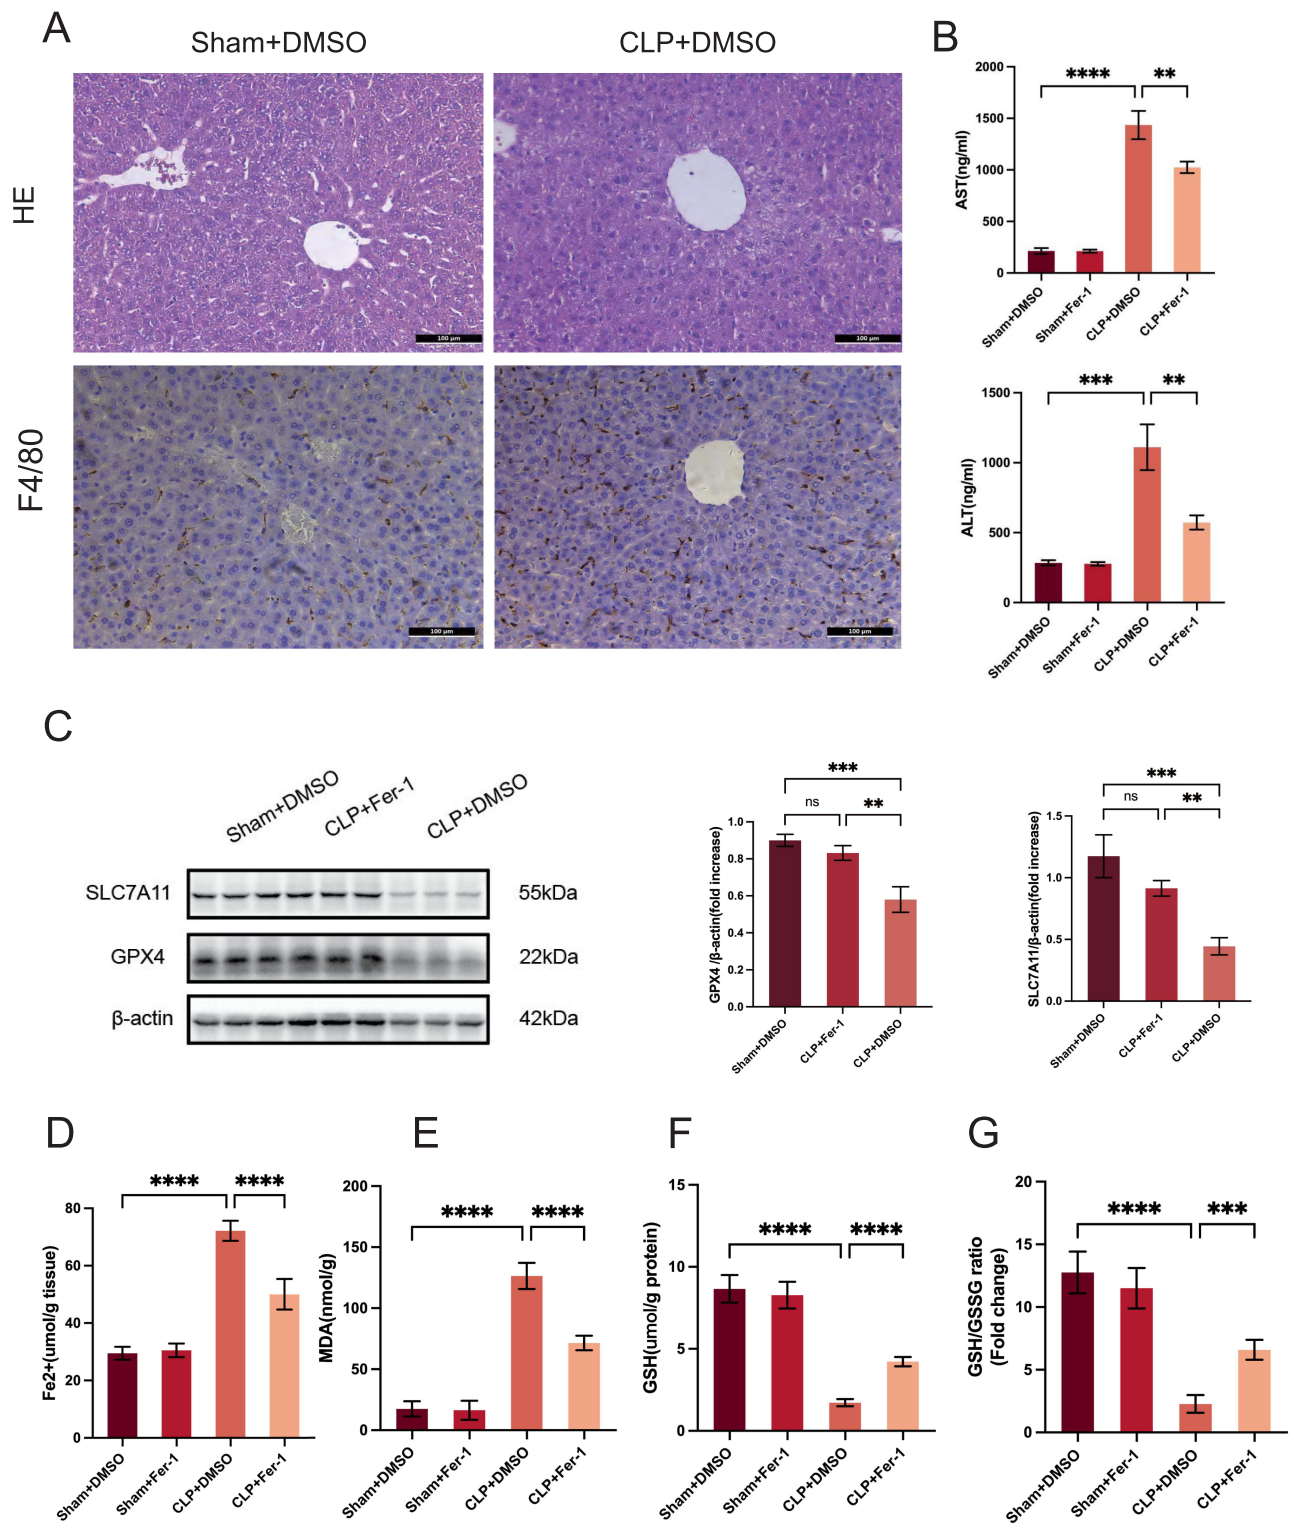 A
Sham+DMSO
CLP+DMSO
HE
F4/80
100 μm
100 μm
100 μm
100 μm
B
AST(ng/ml)
2000
1500
1000
500
0
****
**
Sham+DMSO
Sham+Fer-1
CLP+DMSO
CLP+Fer-1
ALT(ng/ml)
1500
1000
500
0
***
**
Sham+DMSO
Sham+Fer-1
CLP+DMSO
CLP+Fer-1
C
Sham+DMSO
CLP+Fer-1
CLP+DMSO
SLC7A11
55kDa
GPX4
22kDa
β-actin
42kDa
GPX4 /β-actin(fold increase)
1.0
0.8
0.6
0.4
0.2
0.0
***
ns
**
Sham+DMSO
CLP+Fer-1
CLP+DMSO
SLC7A11/β-actin(fold increase)
1.5
1.0
0.5
0.0
***
ns
**
Sham+DMSO
CLP+Fer-1
CLP+DMSO
D
Fe2+(umol/g tissue)
80
60
40
20
0
****
****
Sham+DMSO
Sham+Fer-1
CLP+DMSO
CLP+Fer-1
E
MDA(nmol/g)
200
150
100
50
0
****
****
Sham+DMSO
Sham+Fer-1
CLP+DMSO
CLP+Fer-1
F
GSH(umol/g protein)
15
10
5
0
****
****
Sham+DMSO
Sham+Fer-1
CLP+DMSO
CLP+Fer-1
G
GSH/GSSG ratio
(Fold change)
20
15
10
5
0
****
***
Sham+DMSO
Sham+Fer-1
CLP+DMSO
CLP+Fer-1